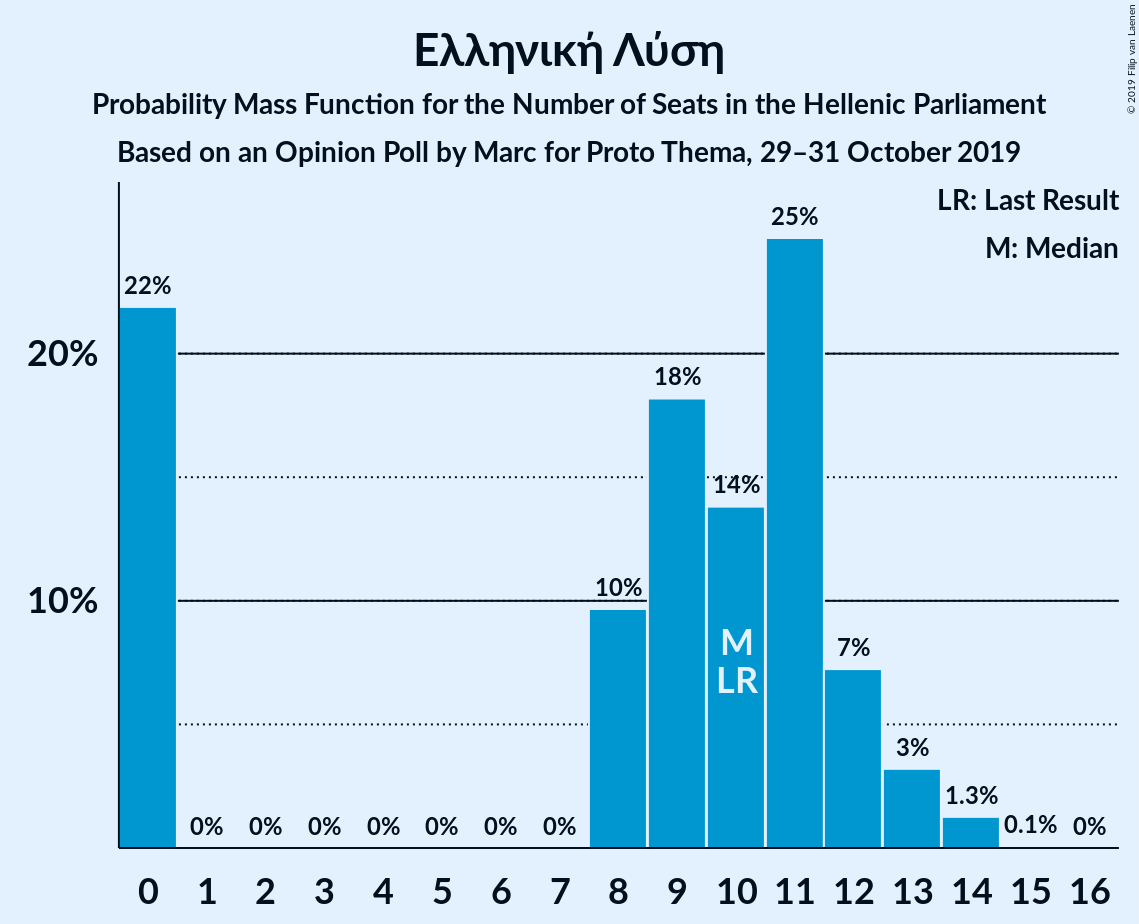 Ελληνική Λύση
Probability Mass Function for the Number of Seats in the Hellenic Parliament
Based on an Opinion Poll by Marc for Proto Thema, 29–31 October 2019
© 2019 Filip van Laenen
LR: Last Result
M: Median
25%
22%
20%
18%
14%
10%
10%
M
LR
7%
3%
1.3%
0% 0% 0% 0% 0% 0% 0% 0.1% 0%
0 1 2 3 4 5 6 7 8 9 10 11 12 13 14 15 16